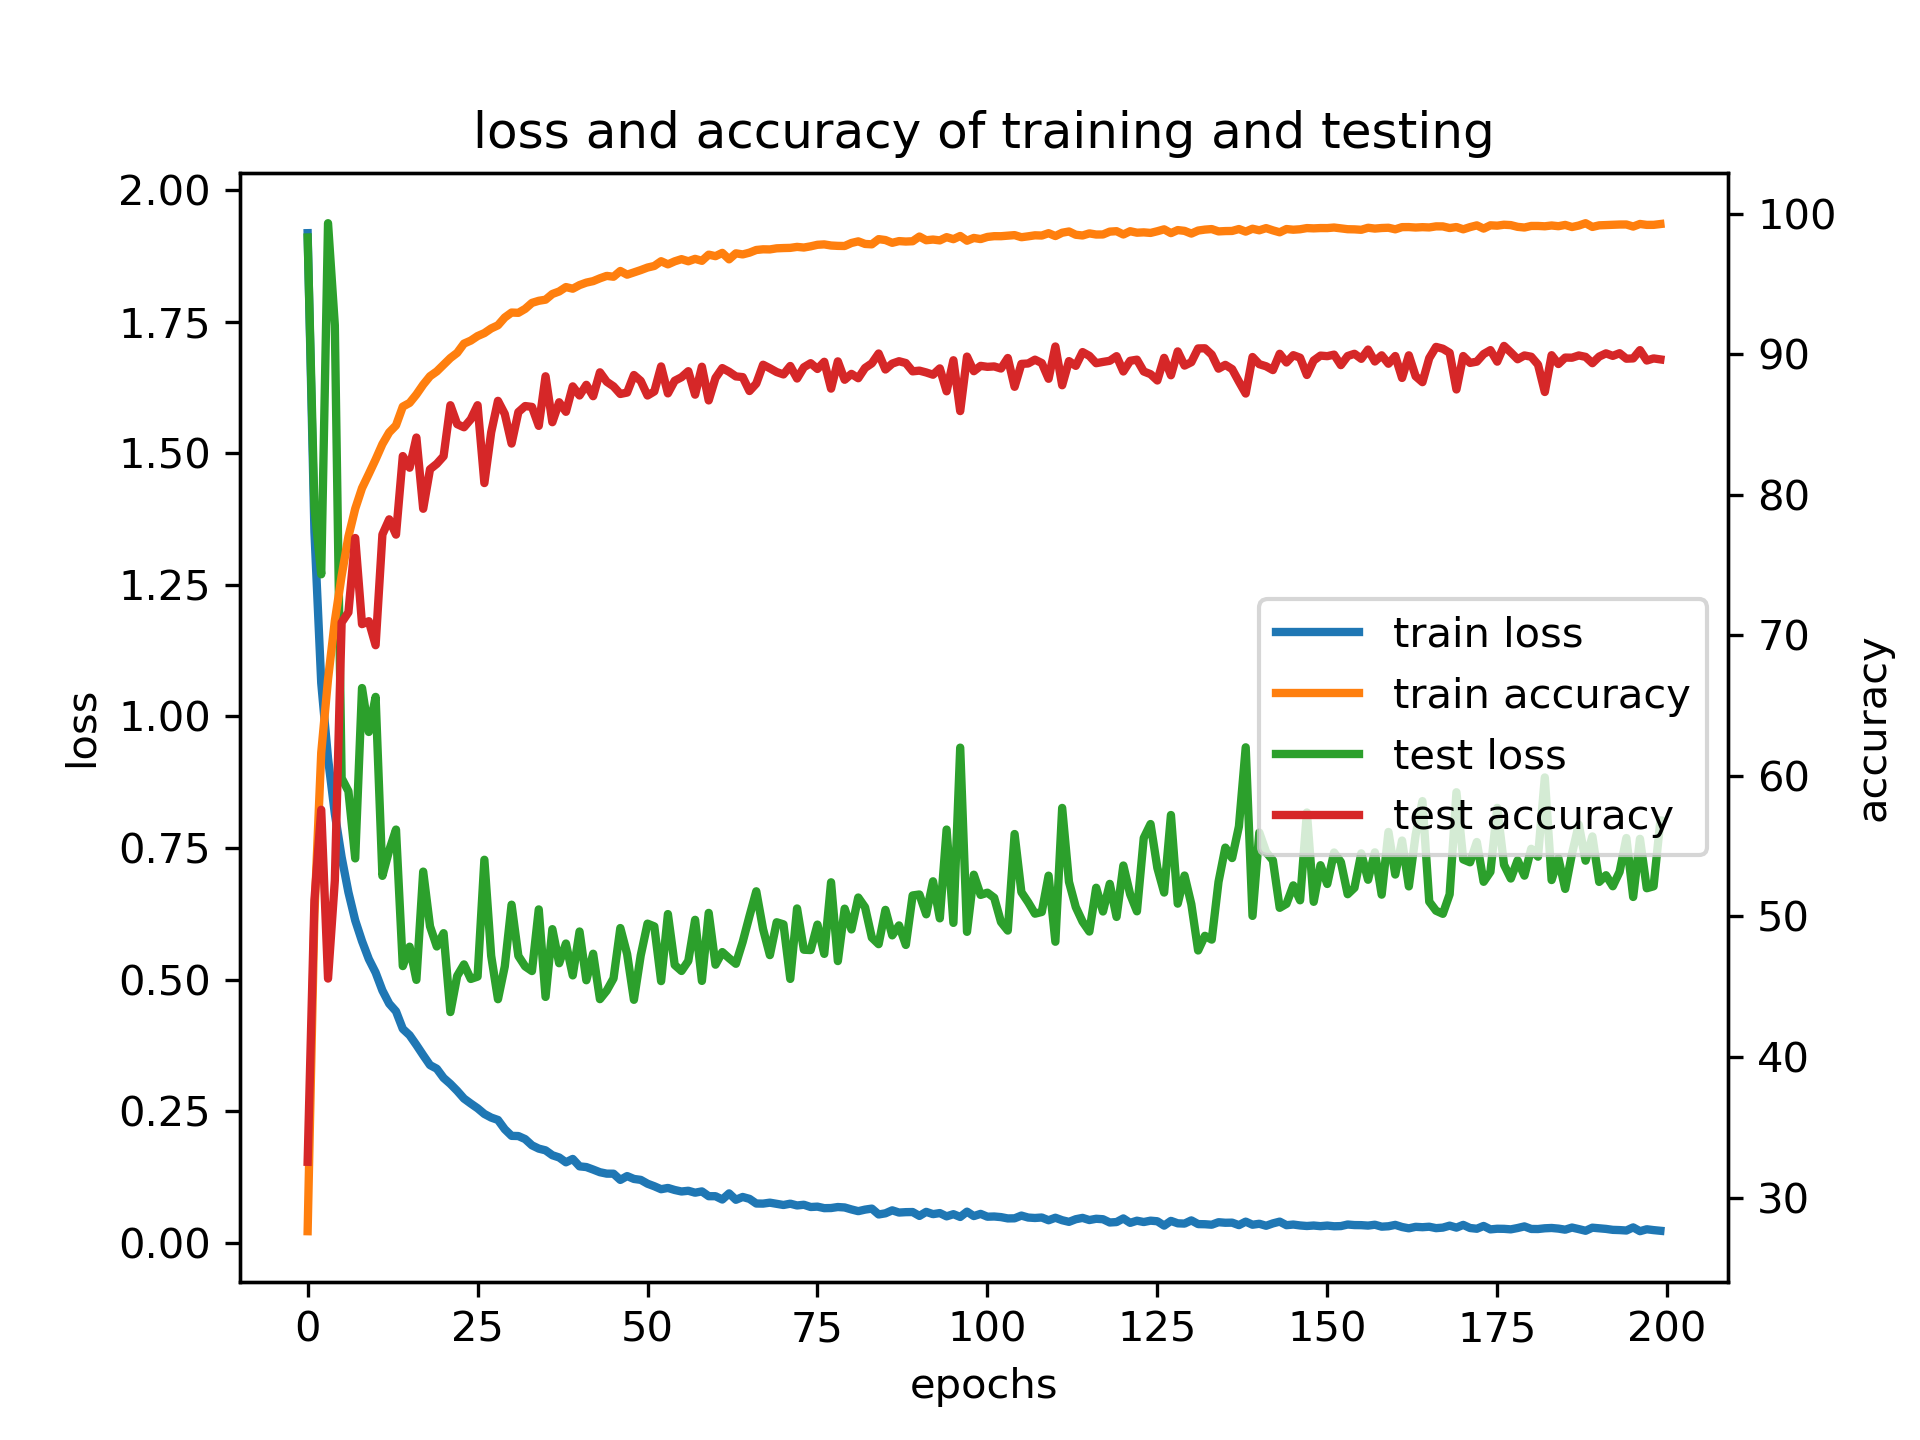 loss and accuracy of training and testing
2.00
1.75
1.50
1.25
1.00
0.75
0.50
0.25
0.00
loss
100
90
80
70
60
50
40
30
accuracy
train loss
train accuracy
test loss
test accuracy
0 25 50 75 100 125 150 175 200
epochs